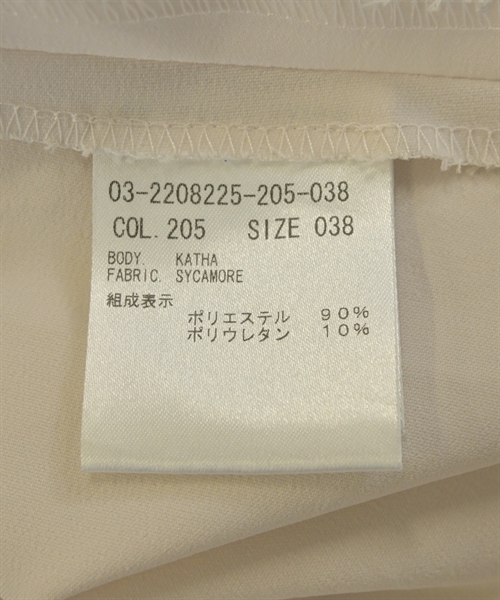 03-2208225-205-038
COL. 205 SIZE 038
BODY. KATHA
FABRIC. SYCAMORE
組成表示
ポリエステル 90%
ポリウレタン 10%